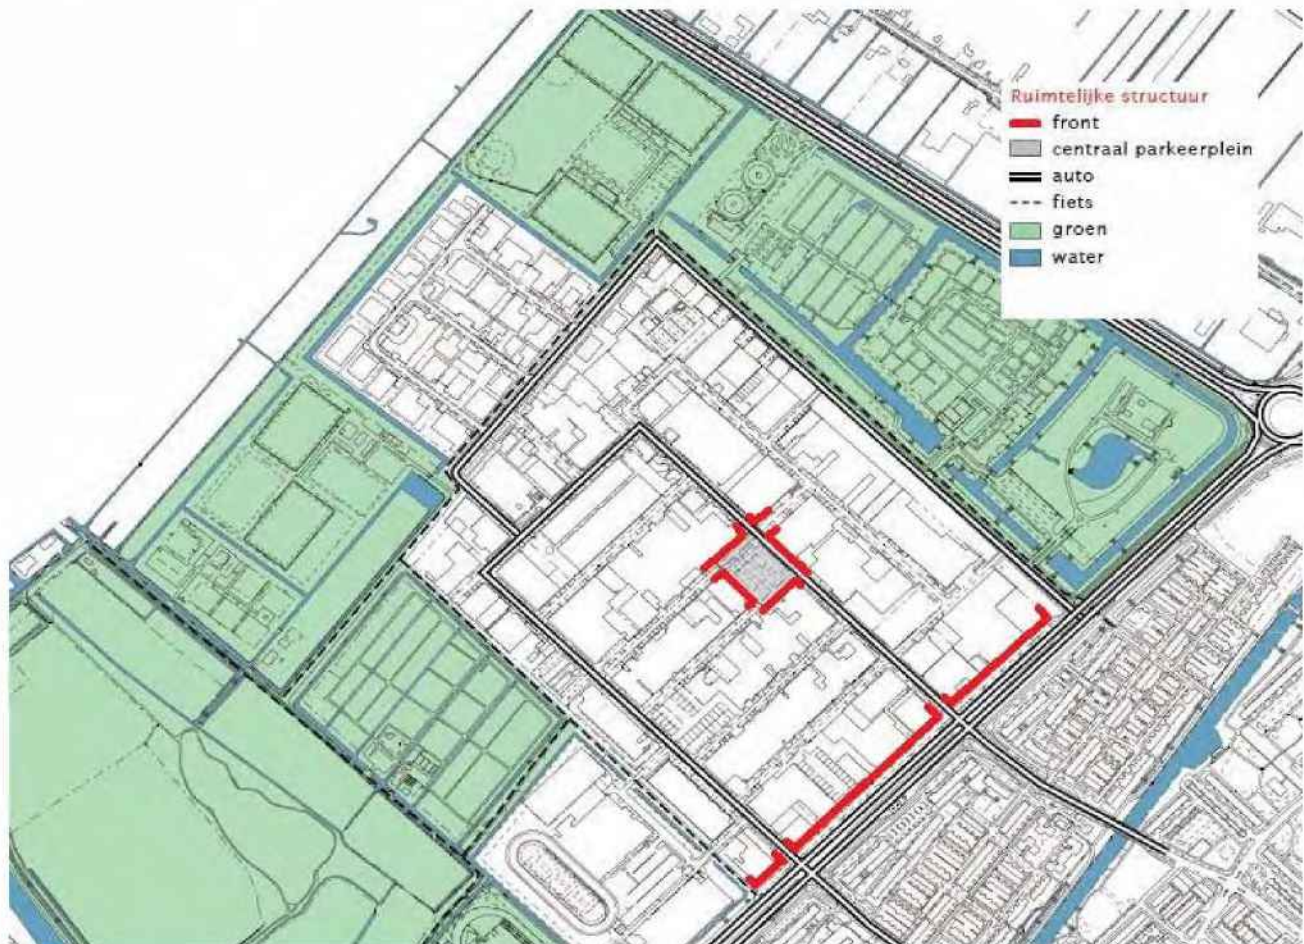 Ruimtelijke structuur
front
centraal parkeerplein
auto
fiets
groen
water